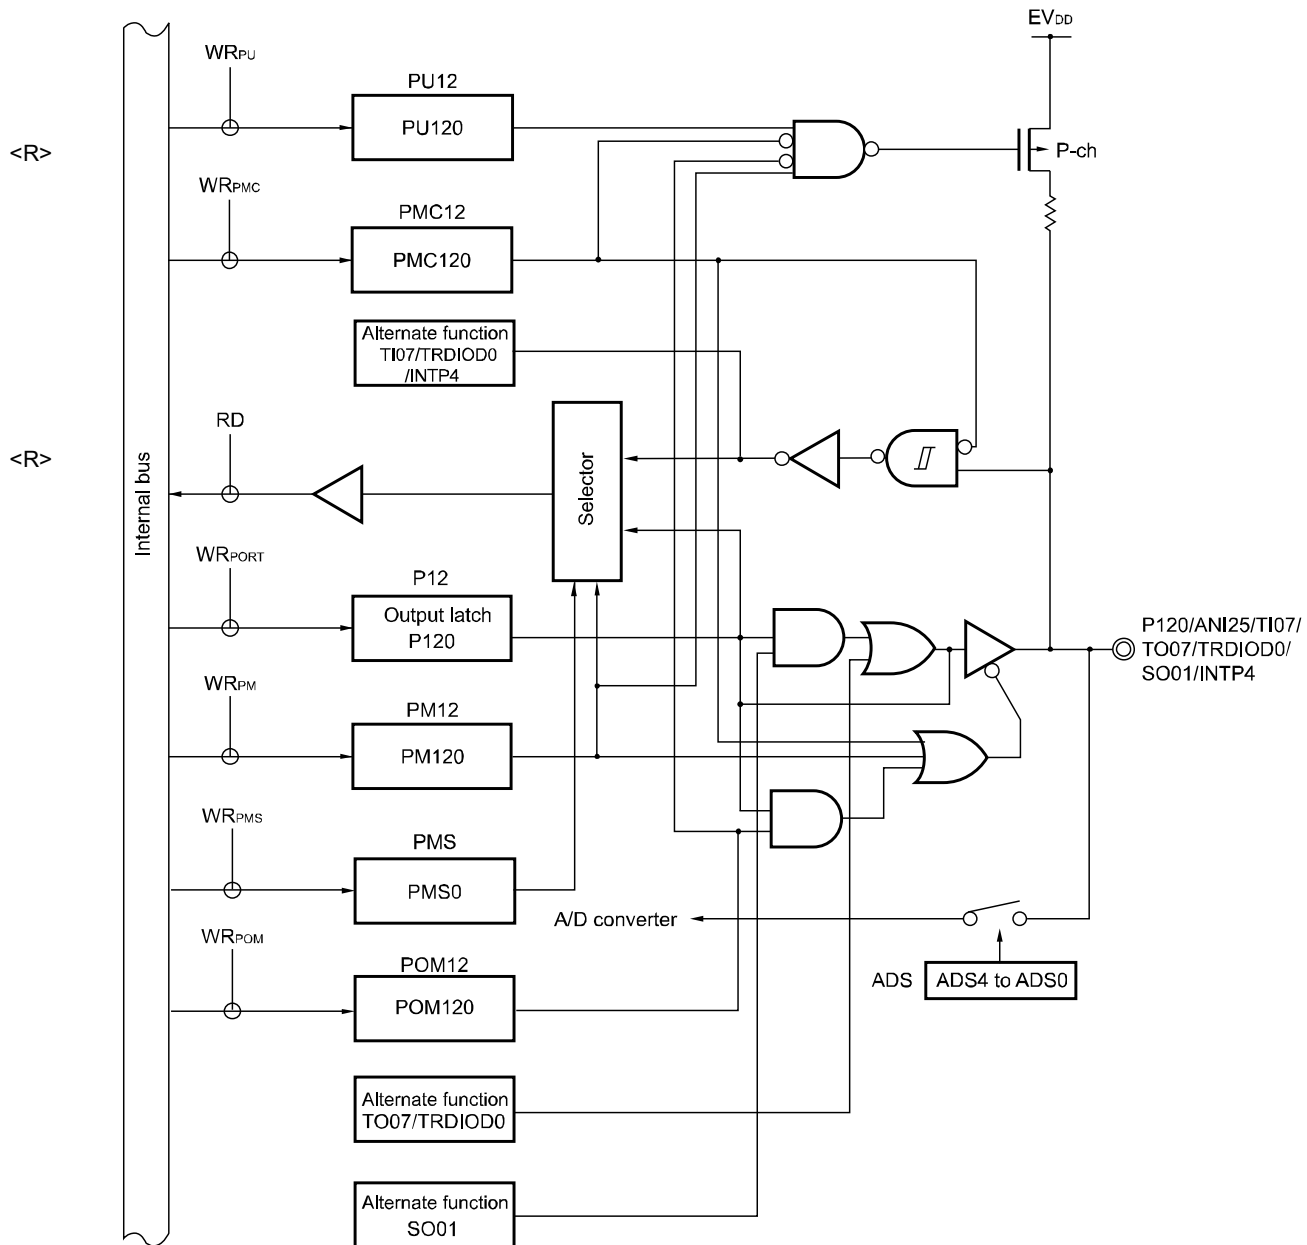 EVDD
WRPU
PU12
PU120
<R>
P-ch
WRPMC
PMC12
PMC120
Alternate function
TI07/TRDIOD0
/INTP4
RD
<R>
Internal bus
Selector
WRPORT
P12
Output latch
P120
P120/ANI25/TI07/
TO07/TRDIOD0/
SO01/INTP4
WRPM
PM12
PM120
WRPMS
PMS
PMS0
A/D converter
WRPOM
POM12
POM120
ADS
ADS4 to ADS0
Alternate function
TO07/TRDIOD0
Alternate function
SO01